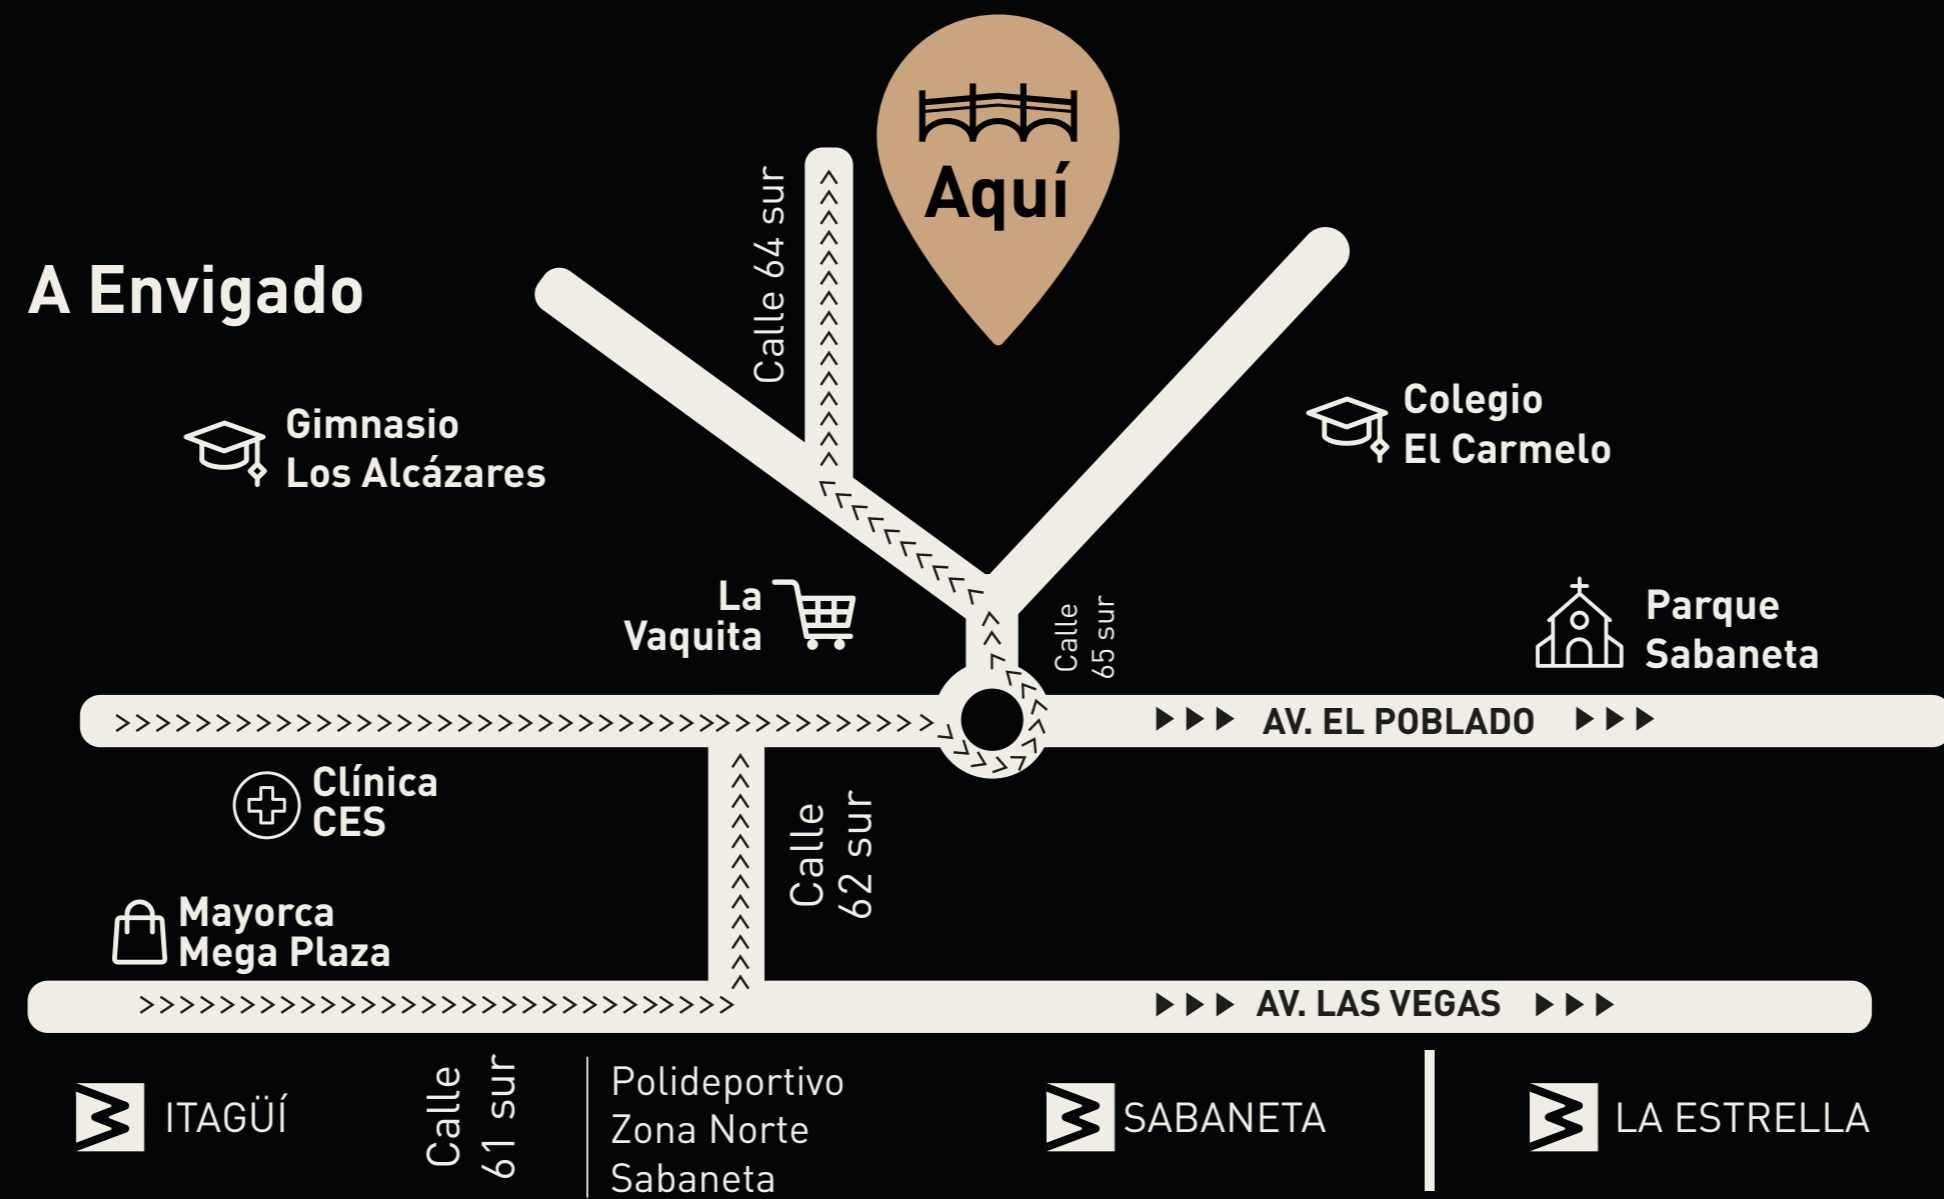 Aquí
Calle 64 sur
A Envigado
Gimnasio
Los Alcázares
Colegio
El Carmelo
La
Vaquita
Calle
65 sur
Parque
Sabaneta
AV. EL POBLADO
Clínica
CES
Calle
62 sur
Mayorca
Mega Plaza
AV. LAS VEGAS
ITAGÜÍ
Calle
61 sur
Polideportivo
Zona Norte
Sabaneta
SABANETA
LA ESTRELLA